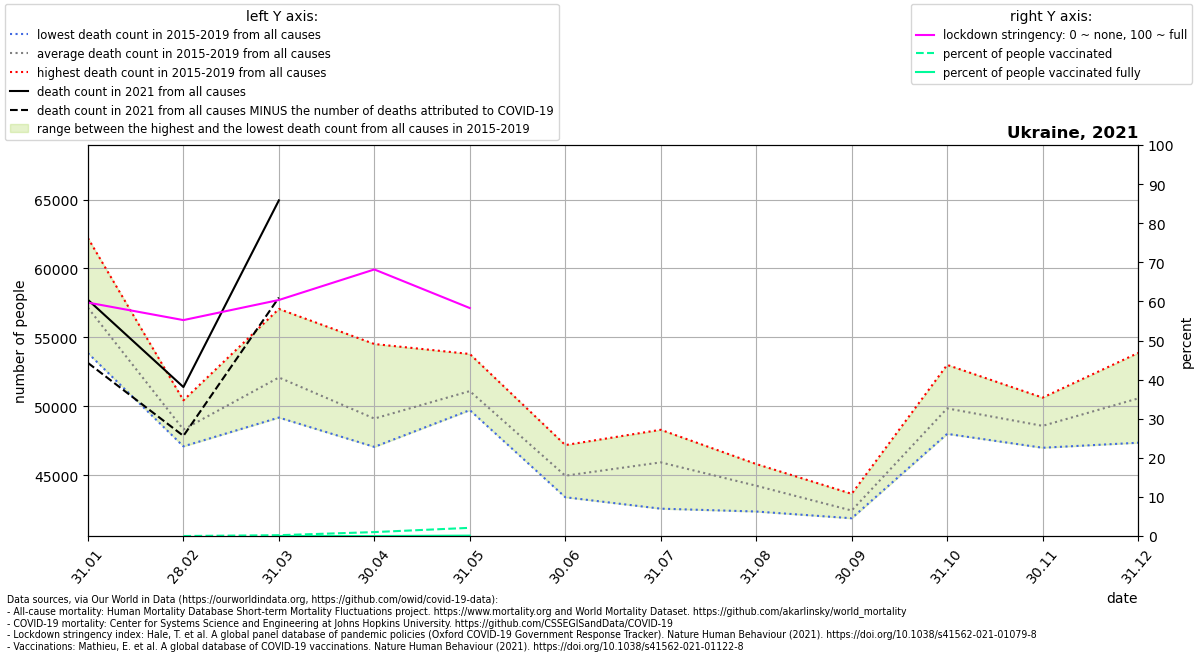 left Y axis:
lowest death count in 2015-2019 from all causes
average death count in 2015-2019 from all causes
highest death count in 2015-2019 from all causes
death count in 2021 from all causes
death count in 2021 from all causes MINUS the number of deaths attributed to COVID-19
range between the highest and the lowest death count from all causes in 2015-2019
right Y axis:
lockdown stringency: 0 ~ none, 100 ~ full
percent of people vaccinated
percent of people vaccinated fully
Ukraine, 2021
number of people
65000
60000
55000
50000
45000
100
90
80
70
60
50
40
30
20
10
0
percent
31.01
28.02
31.03
30.04
31.05
30.06
31.07
31.08
30.09
31.10
30.11
31.12
date
Data sources, via Our World in Data (https://ourworldindata.org, https://github.com/owid/covid-19-data):
- All-cause mortality: Human Mortality Database Short-term Mortality Fluctuations project. https://www.mortality.org and World Mortality Dataset. https://github.com/akarlinsky/world_mortality
- COVID-19 mortality: Center for Systems Science and Engineering at Johns Hopkins University. https://github.com/CSSEGISandData/COVID-19
- Lockdown stringency index: Hale, T. et al. A global panel database of pandemic policies (Oxford COVID-19 Government Response Tracker). Nature Human Behaviour (2021). https://doi.org/10.1038/s41562-021-01079-8
- Vaccinations: Mathieu, E. et al. A global database of COVID-19 vaccinations. Nature Human Behaviour (2021). https://doi.org/10.1038/s41562-021-01122-8